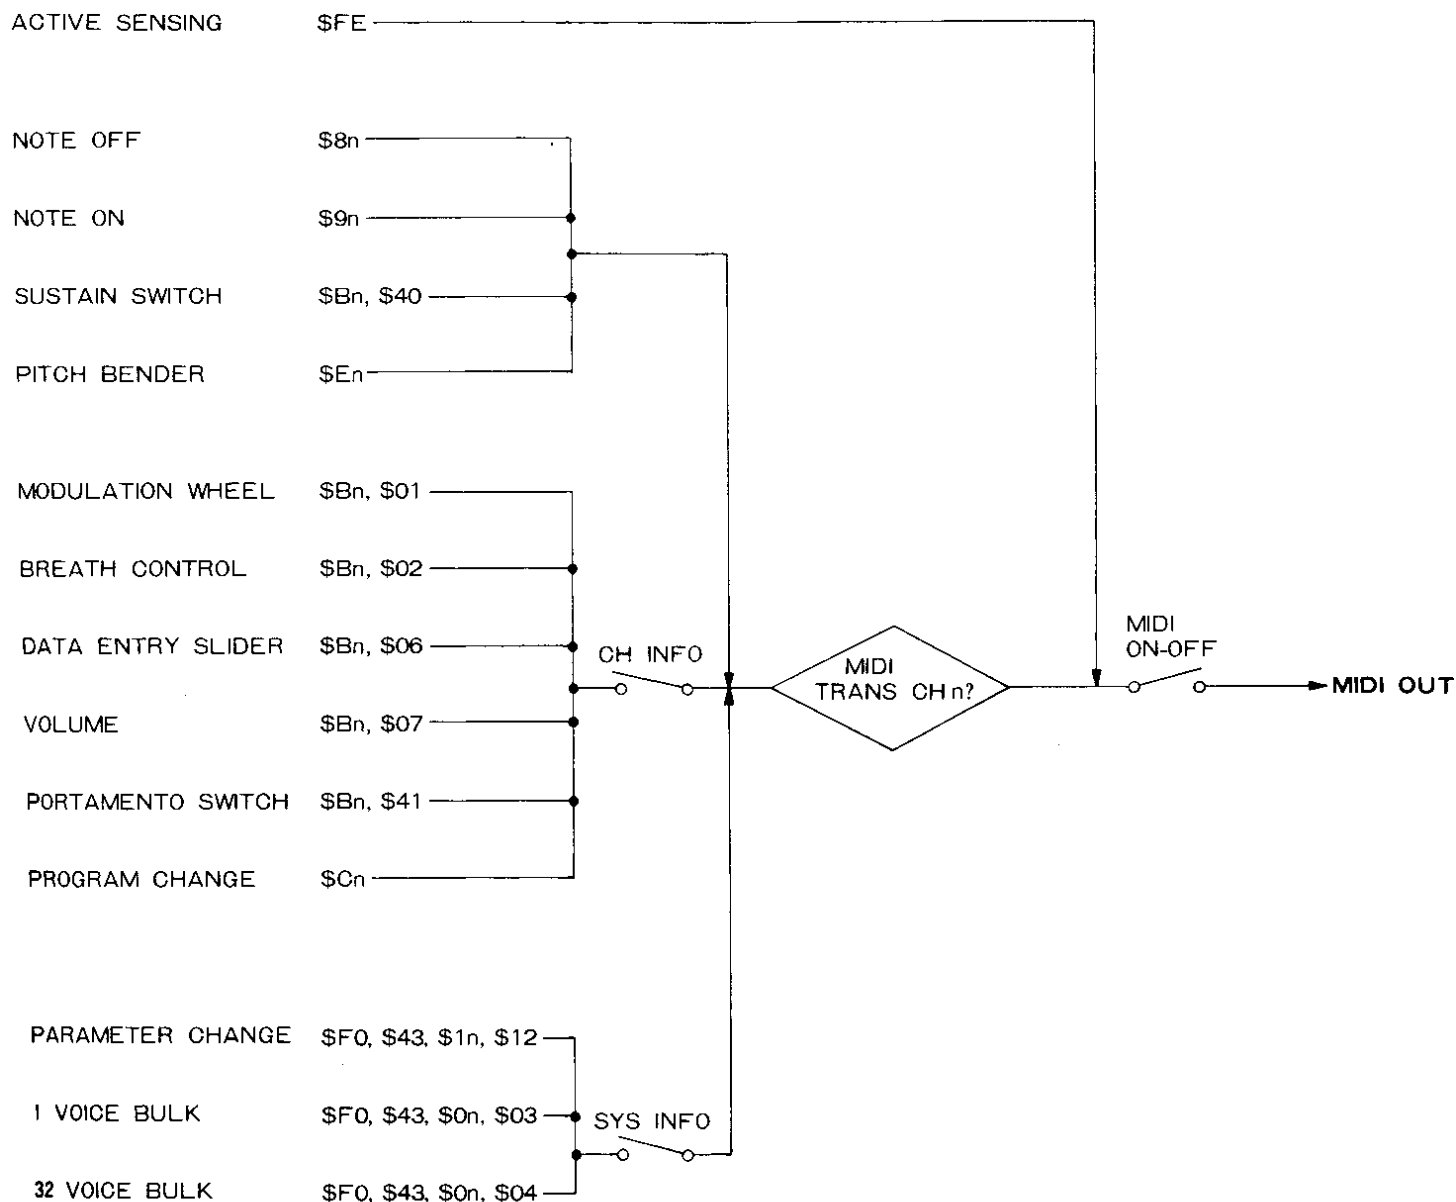 ACTIVE SENSING $FE
NOTE OFF $8n
NOTE ON $9n
SUSTAIN SWITCH $Bn, $40
PITCH BENDER $En
MODULATION WHEEL $Bn, $01
BREATH CONTROL $Bn, $02
DATA ENTRY SLIDER $Bn, $06
CH INFO
MIDI
TRANS CH n?
MIDI
ON-OFF
MIDI OUT
VOLUME $Bn, $07
PORTAMENTO SWITCH $Bn, $41
PROGRAM CHANGE $Cn
PARAMETER CHANGE $F0, $43, $1n, $12
1 VOICE BULK $F0, $43, $0n, $03
SYS INFO
32 VOICE BULK $F0, $43, $0n, $04